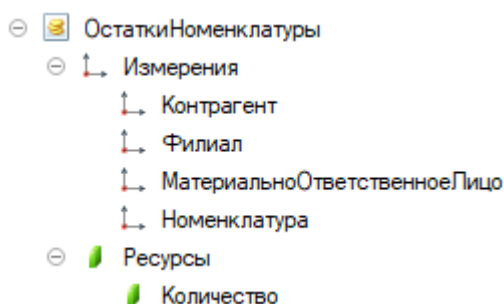 ОстаткиНоменклатуры
Измерения
Контрагент
Филиал
МатериальноОтветственноеЛицо
Номенклатура
Ресурсы
Количество